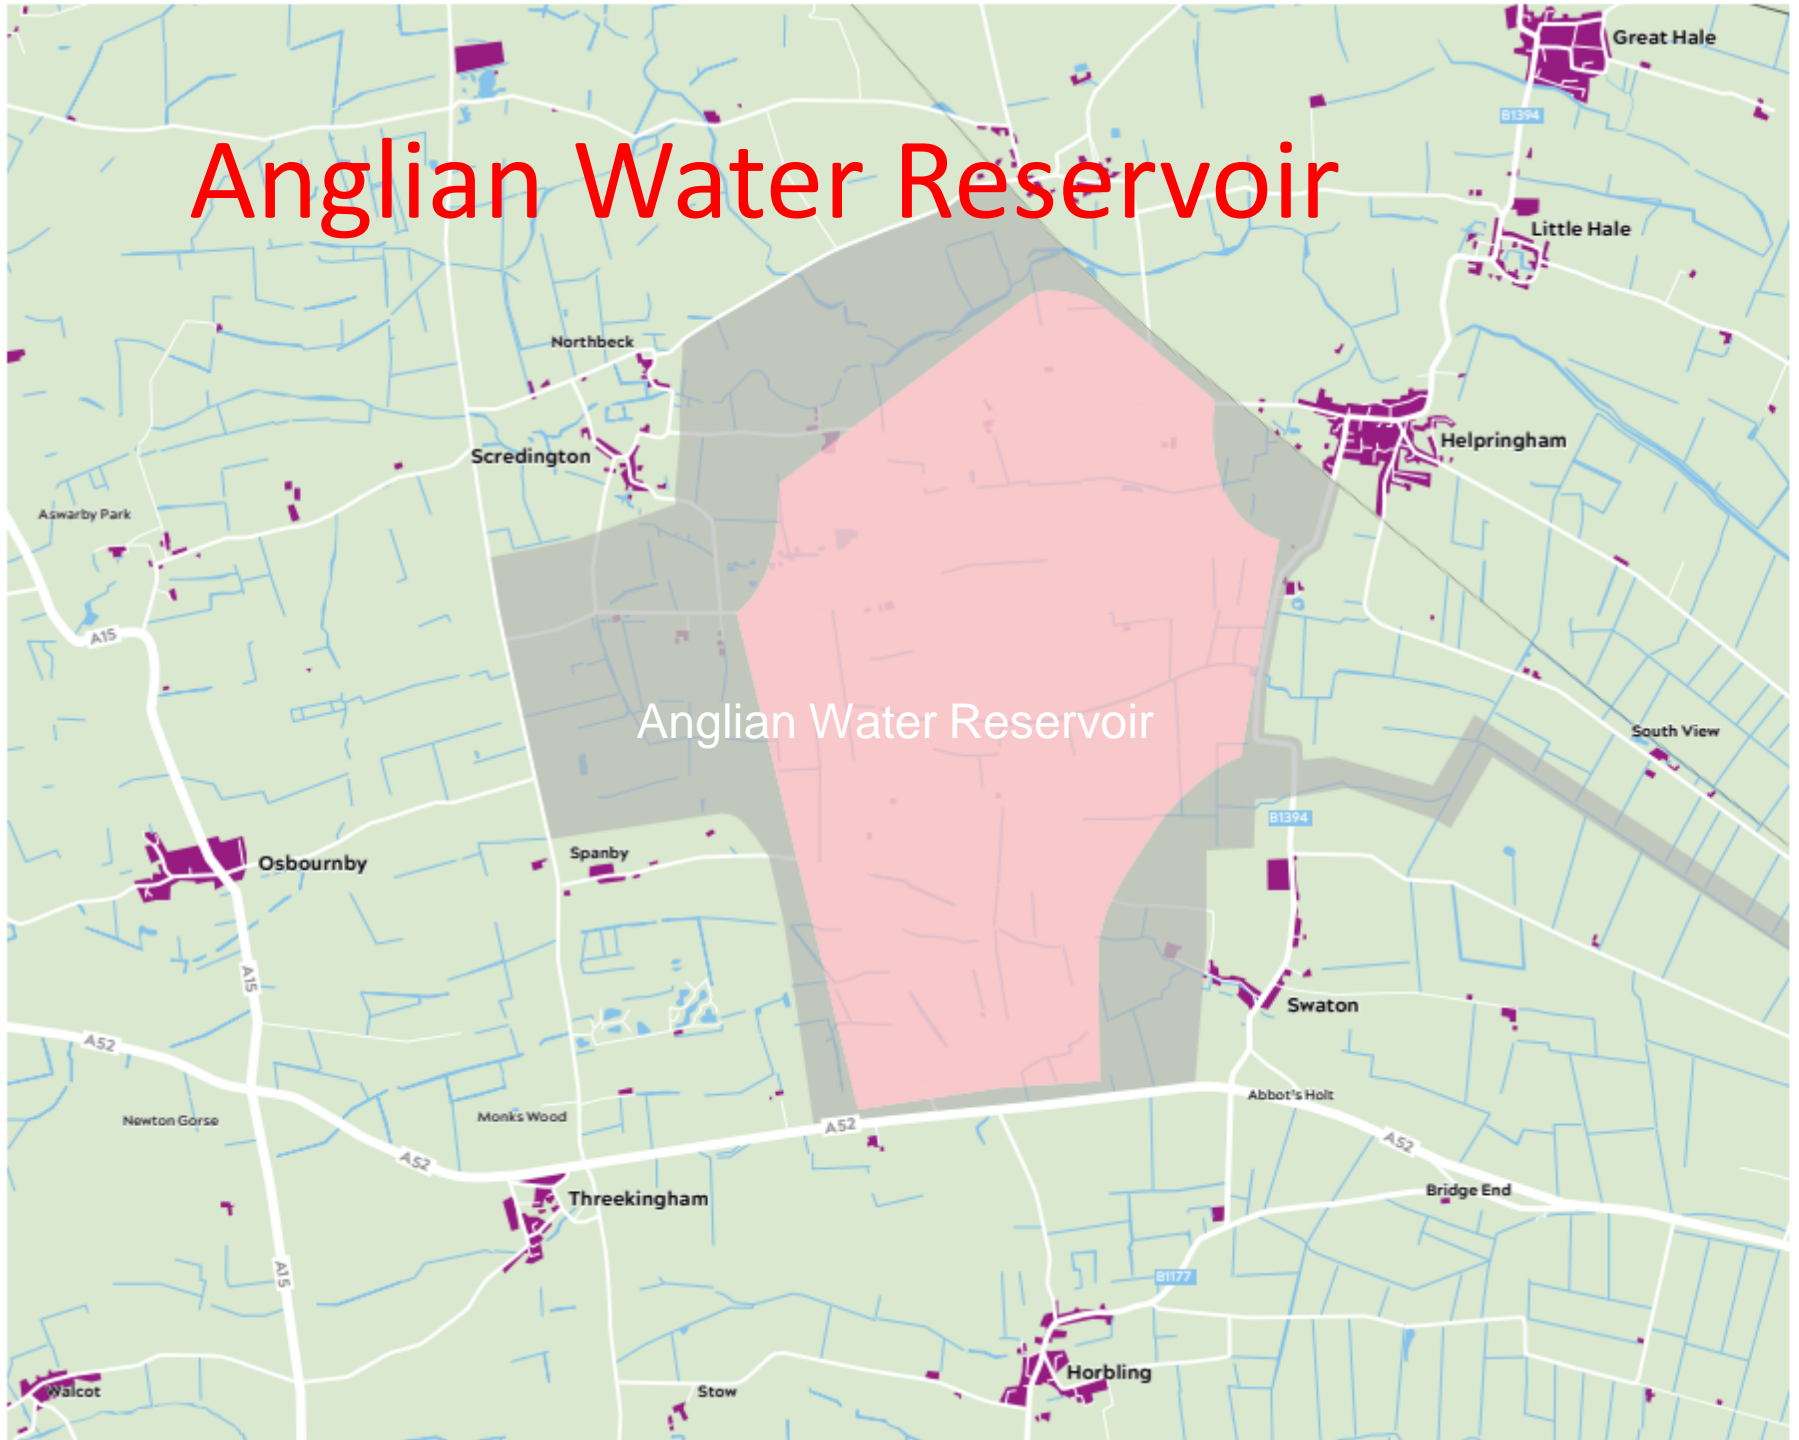 Great Hale
B1394
Anglian Water Reservoir
Little Hale
Northbeck
Helpringham
Scredington
Aswarby Park
A15
Anglian Water Reservoir
South View
B1394
Spanby
Osbournby
A15
Swaton
A52
Abbot's Holt
Newton Gorse
Monks Wood
A52
A52
A52
Bridge End
Threekingham
A15
B1177
Horbling
Walcot
Stow